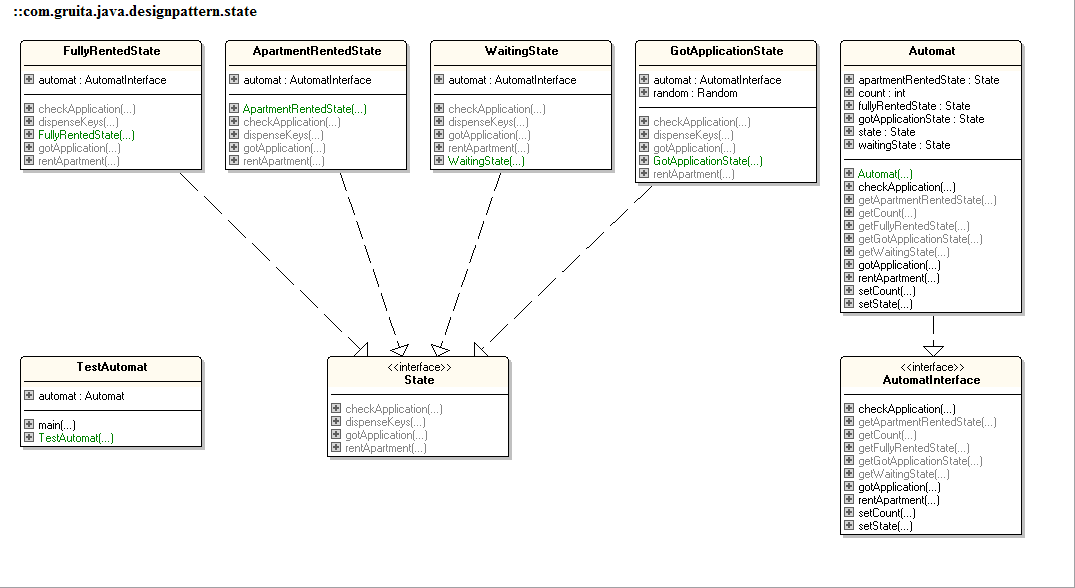 ::com.gruita.java.designpattern.state
FullyRentedState
automat : AutomatInterface
checkApplication(...)
dispenseKeys(...)
FullyRentedState(...)
gotApplication(...)
rentApartment(...)
ApartmentRentedState
automat : AutomatInterface
ApartmentRentedState(...)
checkApplication(...)
dispenseKeys(...)
gotApplication(...)
rentApartment(...)
WaitingState
automat : AutomatInterface
checkApplication(...)
dispenseKeys(...)
gotApplication(...)
rentApartment(...)
WaitingState(...)
GotApplicationState
automat : AutomatInterface
random : Random
checkApplication(...)
dispenseKeys(...)
gotApplication(...)
GotApplicationState(...)
rentApartment(...)
Automat
apartmentRentedState : State
count : int
fullyRentedState : State
gotApplicationState : State
state : State
waitingState : State
Automat(...)
checkApplication(...)
getApartmentRentedState(...)
getCount(...)
getFullyRentedState(...)
getGotApplicationState(...)
getWaitingState(...)
gotApplication(...)
rentApartment(...)
setCount(...)
setState(...)
TestAutomat
automat : Automat
main(...)
TestAutomat(...)
<<interface>>
State
checkApplication(...)
dispenseKeys(...)
gotApplication(...)
rentApartment(...)
<<interface>>
AutomatInterface
checkApplication(...)
getApartmentRentedState(...)
getCount(...)
getFullyRentedState(...)
getGotApplicationState(...)
getWaitingState(...)
gotApplication(...)
rentApartment(...)
setCount(...)
setState(...)